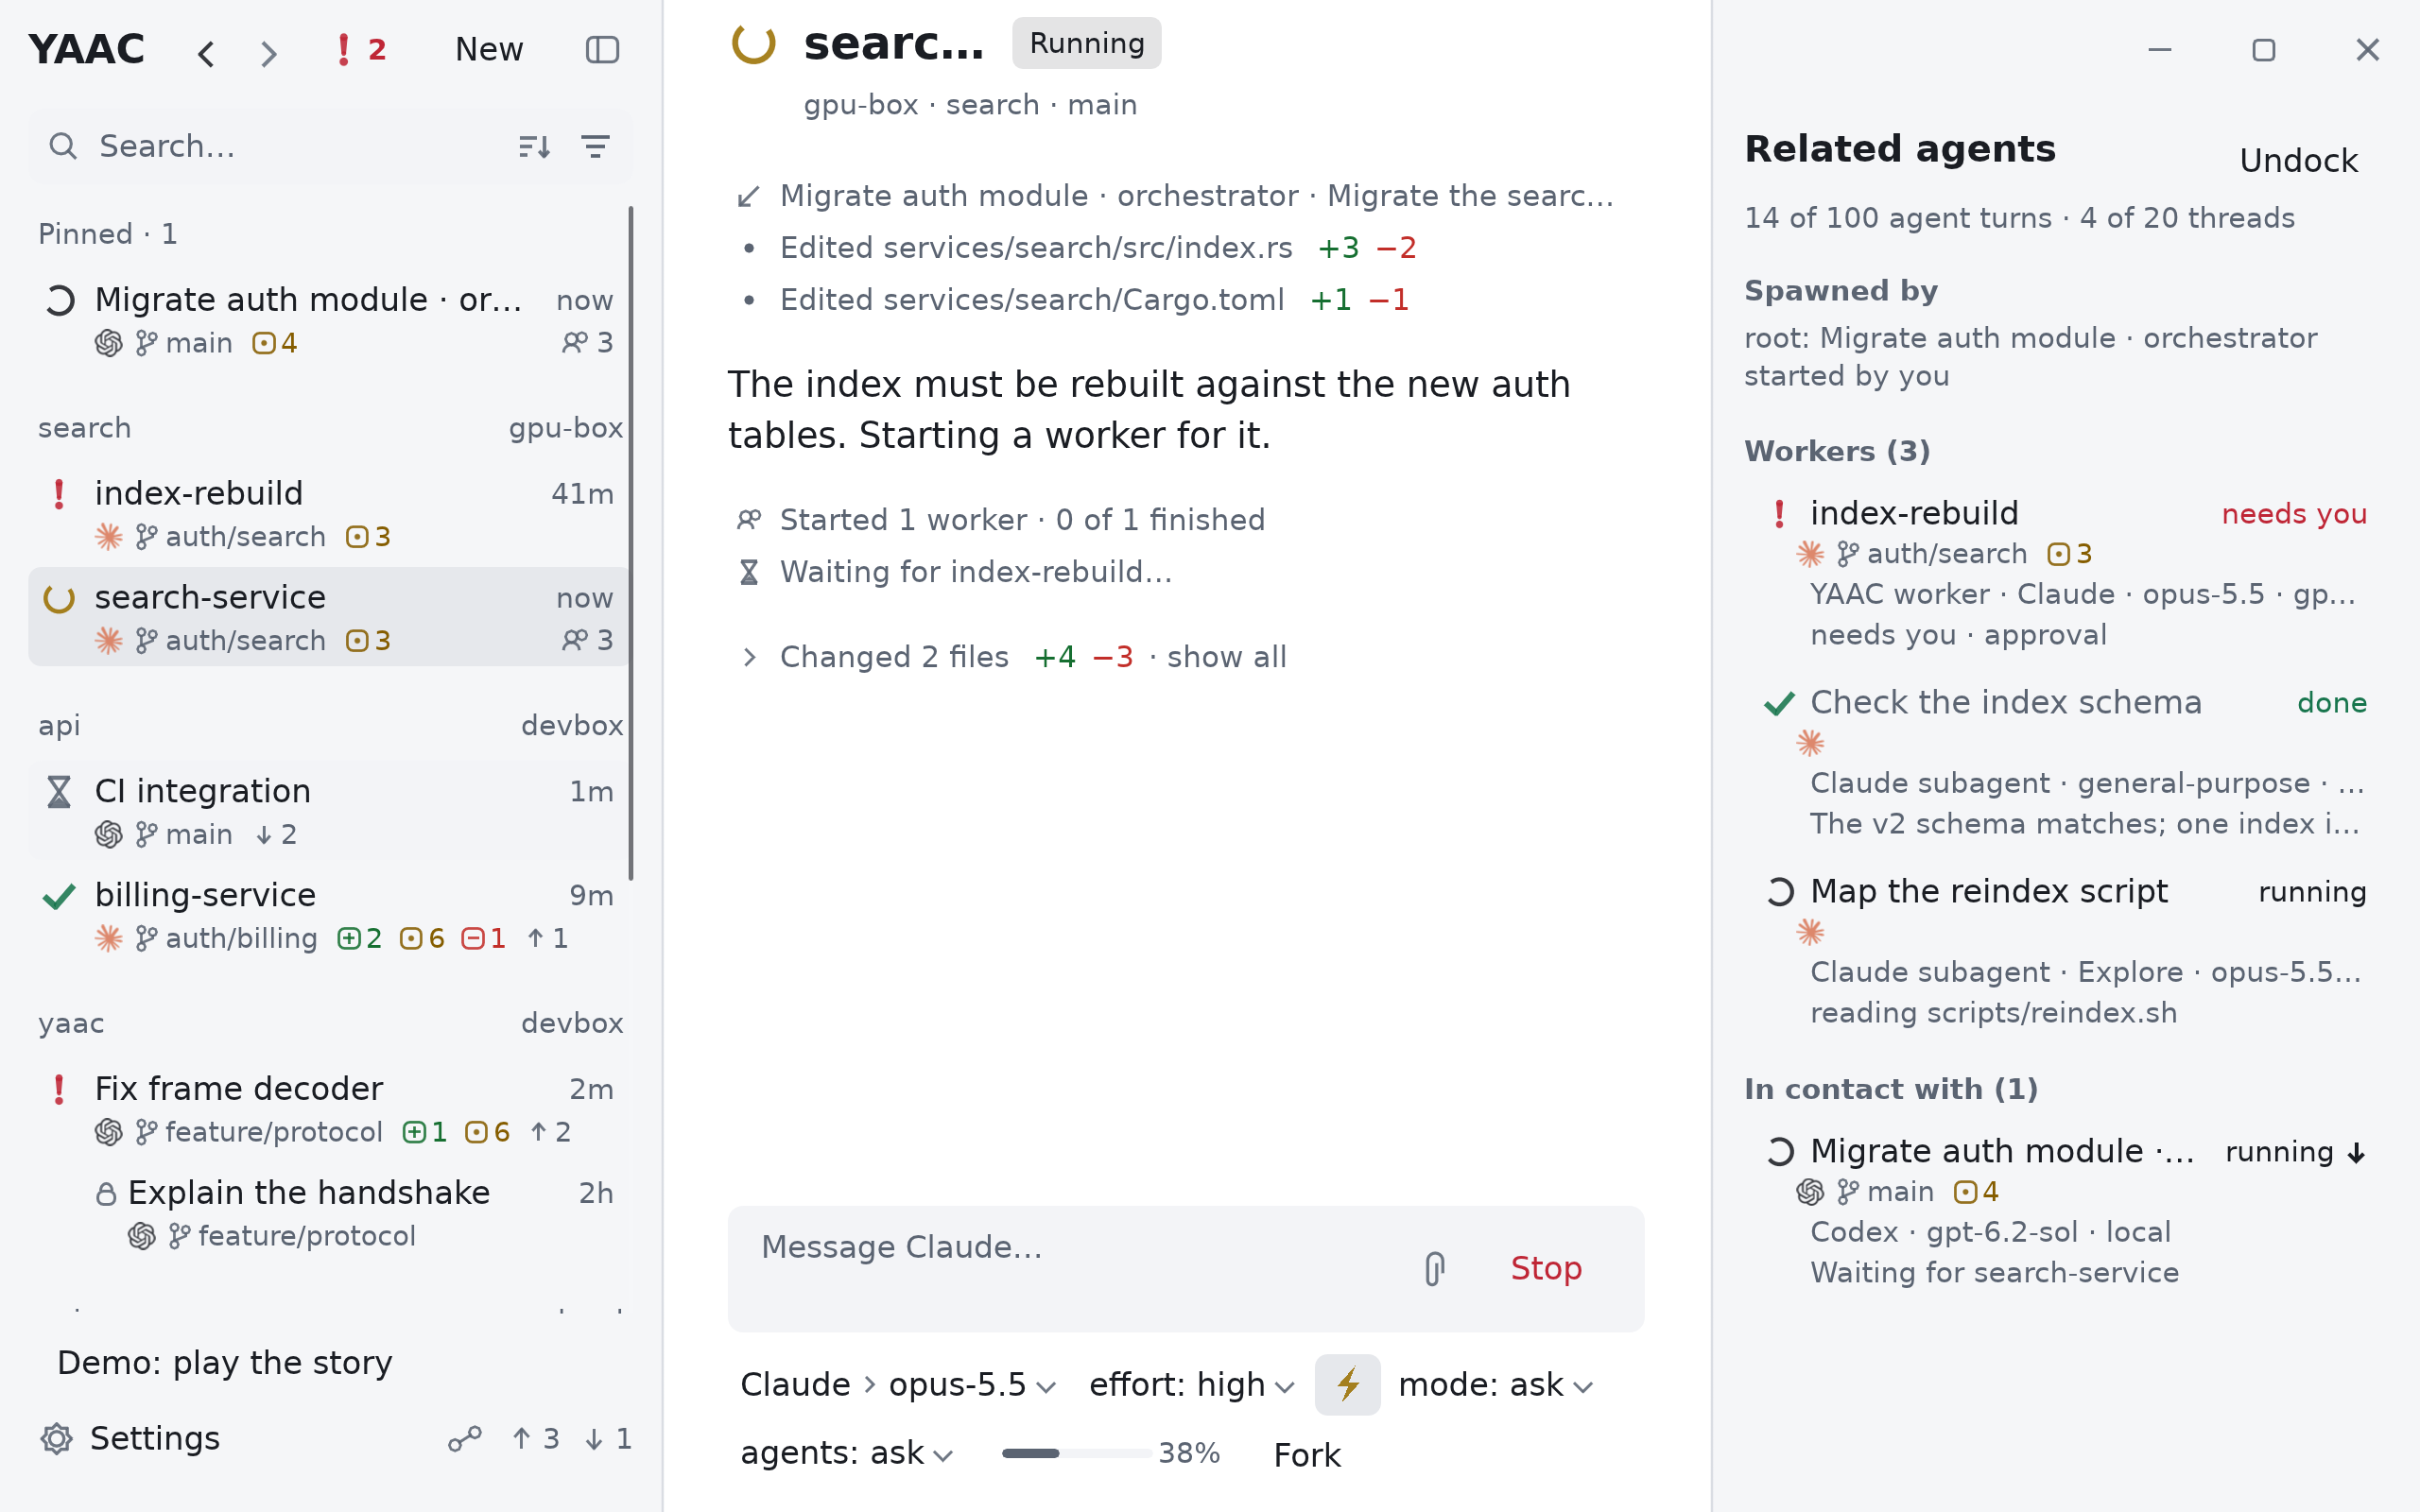 YAAC
2
New
Search...
Pinned · 1
Migrate auth module · or... now
main 4 3
search gpu-box
index-rebuild 41m
auth/search 3
search-service now
auth/search 3 3
api devbox
CI integration 1m
main ↓ 2
billing-service 9m
auth/billing 2 6 1 ↑ 1
yaac devbox
Fix frame decoder 2m
feature/protocol 1 6 ↑ 2
Explain the handshake 2h
feature/protocol
Demo: play the story
Settings ↑ 3 ↓ 1
searc... Running
gpu-box · search · main
Migrate auth module · orchestrator · Migrate the searc...
• Edited services/search/src/index.rs +3 −2
• Edited services/search/Cargo.toml +1 −1
The index must be rebuilt against the new auth
tables. Starting a worker for it.
Started 1 worker · 0 of 1 finished
Waiting for index-rebuild...
Changed 2 files +4 −3 · show all
Message Claude...
Stop
Claude › opus-5.5 effort: high mode: ask
agents: ask 38% Fork
Related agents
Undock
14 of 100 agent turns · 4 of 20 threads
Spawned by
root: Migrate auth module · orchestrator
started by you
Workers (3)
index-rebuild needs you
auth/search 3
YAAC worker · Claude · opus-5.5 · gp...
needs you · approval
Check the index schema done
Claude subagent · general-purpose · ...
The v2 schema matches; one index i...
Map the reindex script running
Claude subagent · Explore · opus-5.5...
reading scripts/reindex.sh
In contact with (1)
Migrate auth module ·... running ↓
main 4
Codex · gpt-6.2-sol · local
Waiting for search-service